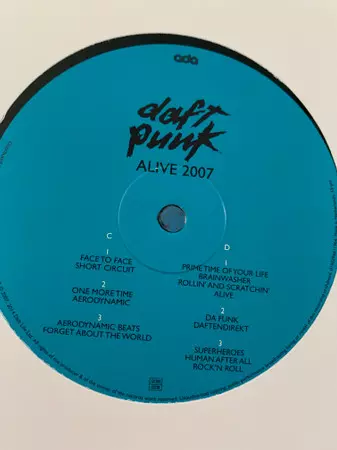 ada
daft
punk
ALIVE 2007
C
1
FACE TO FACE
SHORT CIRCUIT
2
ONE MORE TIME
AERODYNAMIC
3
AERODYNAMIC BEATS
FORGET ABOUT THE WORLD
D
1
PRIME TIME OF YOUR LIFE
BRAINWASHER
ROLLIN' AND SCRATCHIN'
ALIVE
2
DA FUNK
DAFTENDIREKT
3
SUPERHEROES
HUMAN AFTER ALL
ROCK'N ROLL